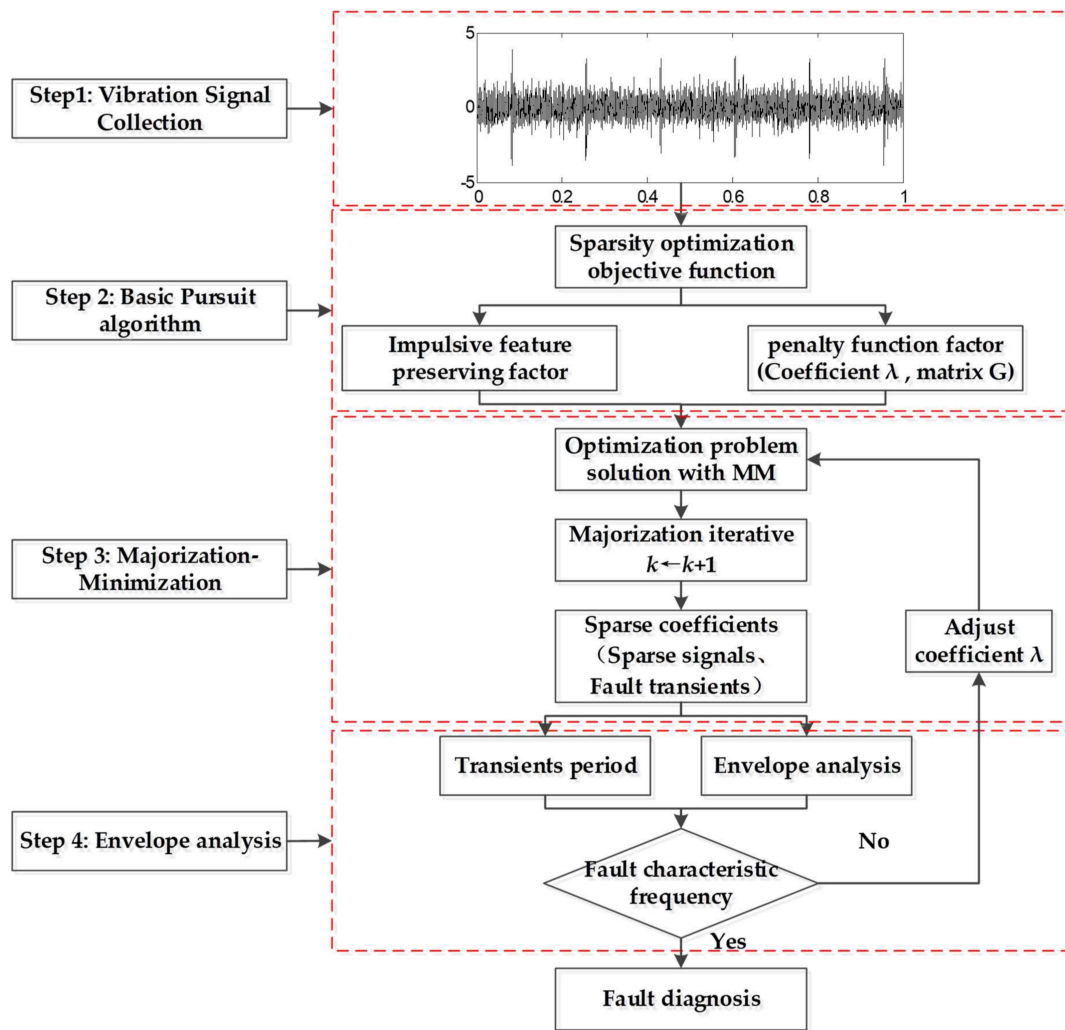 Step1: Vibration Signal
Collection
5
0
-5
0
0.2
0.4
0.6
0.8
1
Step 2: Basic Pursuit
algorithm
Sparsity optimization
objective function
Impulsive feature
preserving factor
penalty function factor
(Coefficient λ , matrix G)
Step 3: Majorization-
Minimization
Optimization problem
solution with MM
Majorization iterative
k←k+1
Sparse coefficients
（Sparse signals、
Fault transients）
Adjust
coefficient λ
Step 4: Envelope analysis
Transients period
Envelope analysis
Fault characteristic
frequency
No
Yes
Fault diagnosis